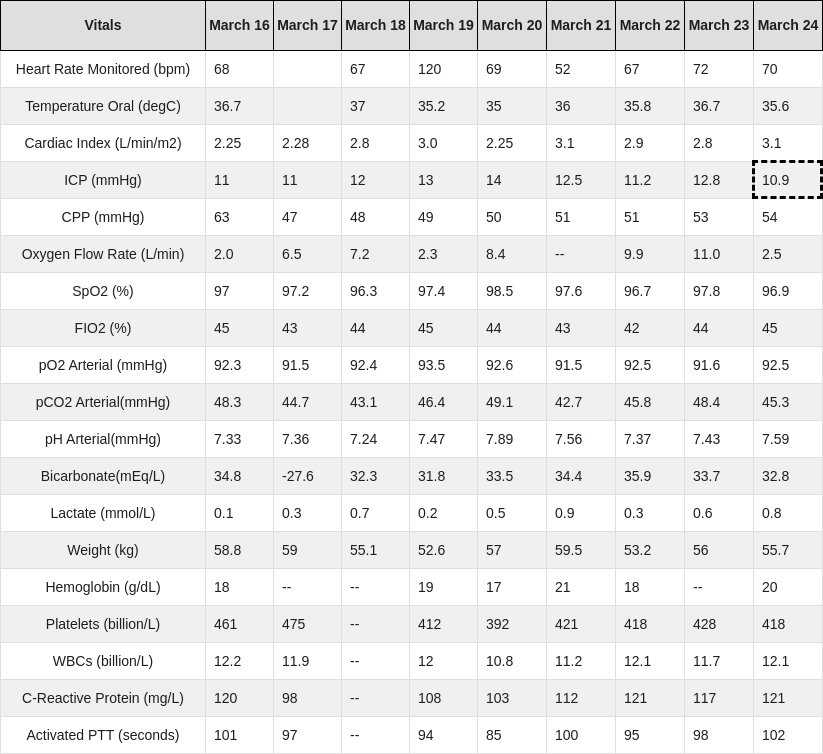 Vitals March 16 March 17 March 18 March 19 March 20 March 21 March 22 March 23 March 24
Heart Rate Monitored (bpm) 68 67 120 69 52 67 72 70
Temperature Oral (degC) 36.7 37 35.2 35 36 35.8 36.7 35.6
Cardiac Index (L/min/m2) 2.25 2.28 2.8 3.0 2.25 3.1 2.9 2.8 3.1
ICP (mmHg) 11 11 12 13 14 12.5 11.2 12.8 10.9
CPP (mmHg) 63 47 48 49 50 51 51 53 54
Oxygen Flow Rate (L/min) 2.0 6.5 7.2 2.3 8.4 -- 9.9 11.0 2.5
SpO2 (%) 97 97.2 96.3 97.4 98.5 97.6 96.7 97.8 96.9
FIO2 (%) 45 43 44 45 44 43 42 44 45
pO2 Arterial (mmHg) 92.3 91.5 92.4 93.5 92.6 91.5 92.5 91.6 92.5
pCO2 Arterial(mmHg) 48.3 44.7 43.1 46.4 49.1 42.7 45.8 48.4 45.3
pH Arterial(mmHg) 7.33 7.36 7.24 7.47 7.89 7.56 7.37 7.43 7.59
Bicarbonate(mEq/L) 34.8 -27.6 32.3 31.8 33.5 34.4 35.9 33.7 32.8
Lactate (mmol/L) 0.1 0.3 0.7 0.2 0.5 0.9 0.3 0.6 0.8
Weight (kg) 58.8 59 55.1 52.6 57 59.5 53.2 56 55.7
Hemoglobin (g/dL) 18 -- -- 19 17 21 18 -- 20
Platelets (billion/L) 461 475 -- 412 392 421 418 428 418
WBCs (billion/L) 12.2 11.9 -- 12 10.8 11.2 12.1 11.7 12.1
C-Reactive Protein (mg/L) 120 98 -- 108 103 112 121 117 121
Activated PTT (seconds) 101 97 -- 94 85 100 95 98 102